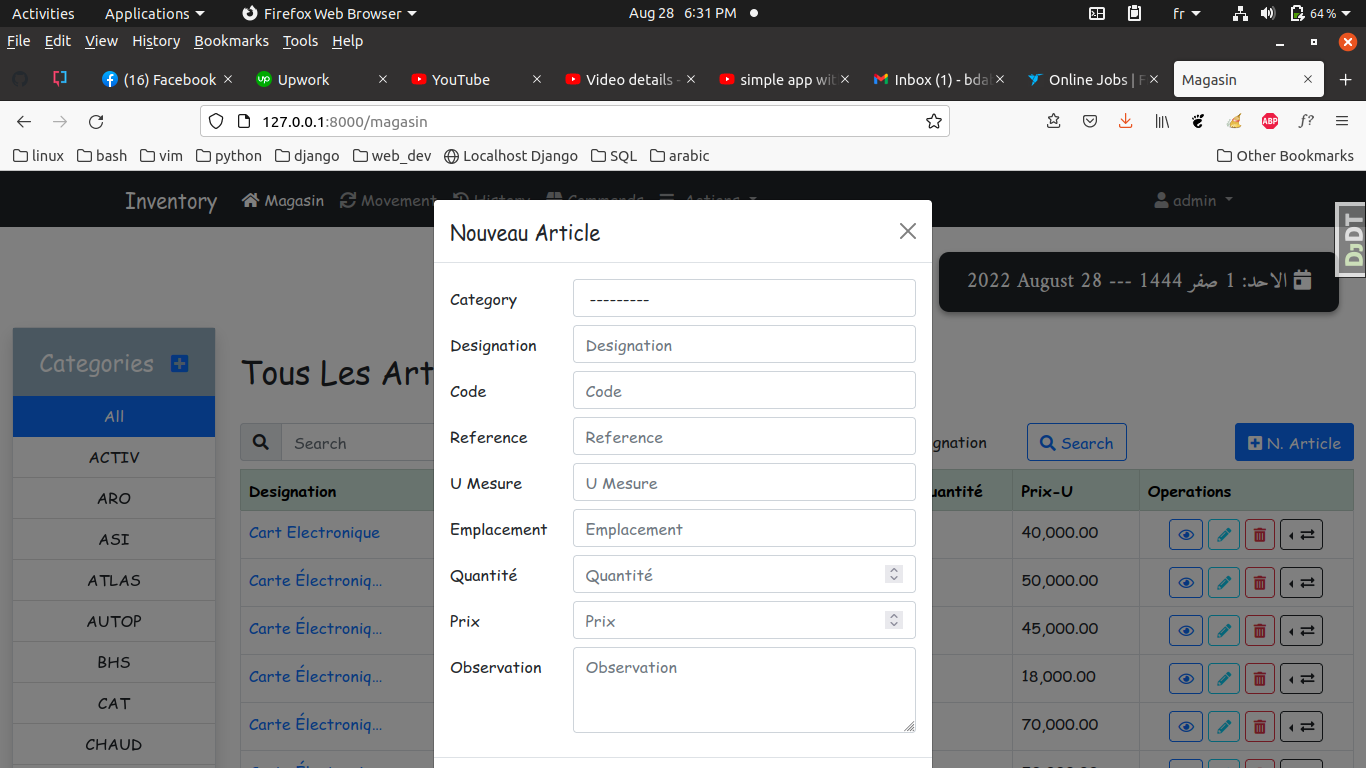 Activities Applications Firefox Web Browser Aug 28 6:31 PM fr 64 %
File Edit View History Bookmarks Tools Help
(16) Facebook Upwork YouTube Video details - simple app wit Inbox (1) - bdal Online Jobs | F Magasin
127.0.0.1:8000/magasin ABP f?
linux bash vim python django web_dev Localhost Django SQL arabic Other Bookmarks
Inventory Magasin Movement History Commands Actions admin
DjDT
Nouveau Article
الاحد: 1 صفر 1444 --- 2022 August 28
Category ---------
Designation Designation
Code Code
Reference Reference
U Mesure U Mesure
Emplacement Emplacement
Quantité Quantité
Prix Prix
Observation Observation
Categories
All
ACTIV
ARO
ASI
ATLAS
AUTOP
BHS
CAT
CHAUD
Tous Les Art
Search gnation Search N. Article
Designation uantité Prix-U Operations
Cart Electronique 40,000.00
Carte Électroniq... 50,000.00
Carte Électroniq... 45,000.00
Carte Électroniq... 18,000.00
Carte Électroniq... 70,000.00